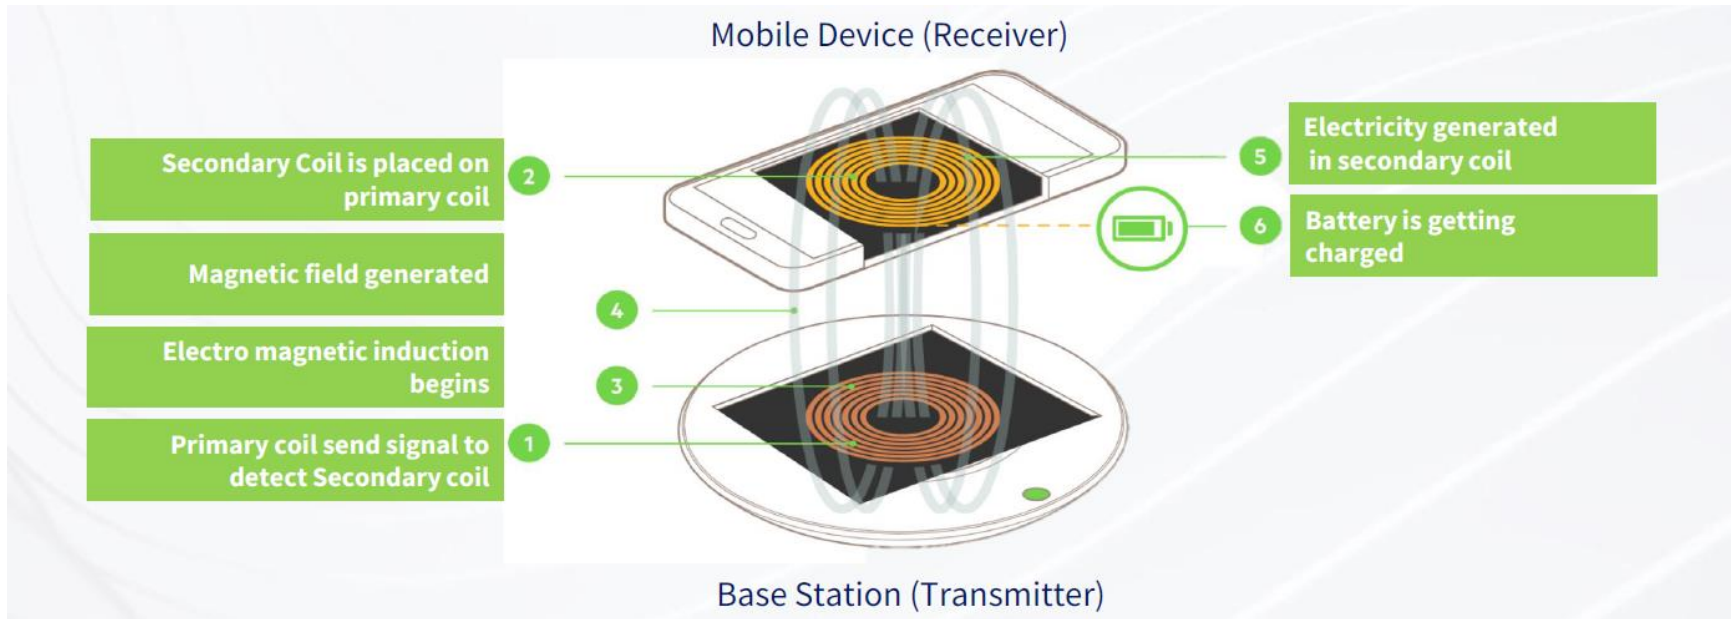 Mobile Device (Receiver)
Secondary Coil is placed on
primary coil
2
Magnetic field generated
4
Electro magnetic induction
begins
3
Primary coil send signal to
detect Secondary coil
1
5
Electricity generated
in secondary coil
6
Battery is getting
charged
Base Station (Transmitter)